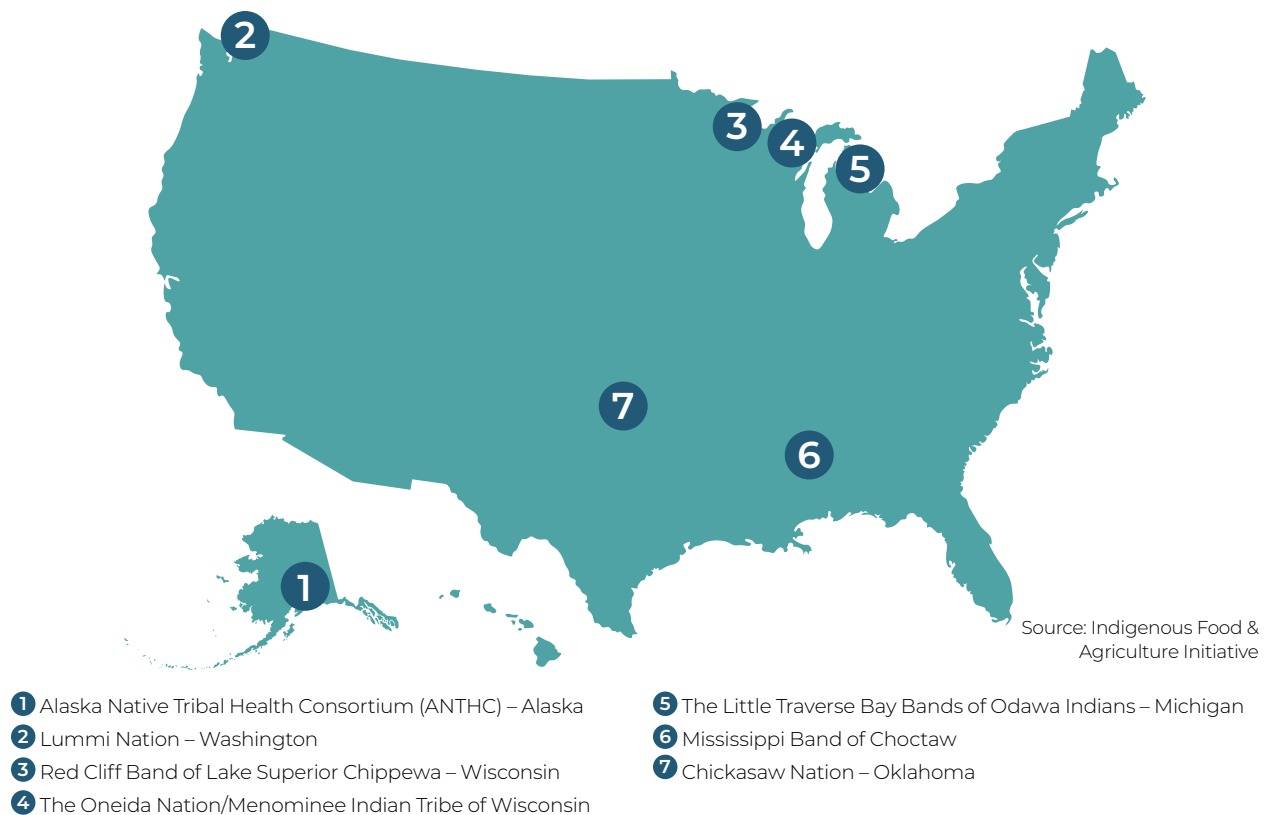 2
3
4
5
7
6
1
Source: Indigenous Food &
Agriculture Initiative
1 Alaska Native Tribal Health Consortium (ANTHC) – Alaska
2 Lummi Nation – Washington
3 Red Cliff Band of Lake Superior Chippewa – Wisconsin
4 The Oneida Nation/Menominee Indian Tribe of Wisconsin
5 The Little Traverse Bay Bands of Odawa Indians – Michigan
6 Mississippi Band of Choctaw
7 Chickasaw Nation – Oklahoma